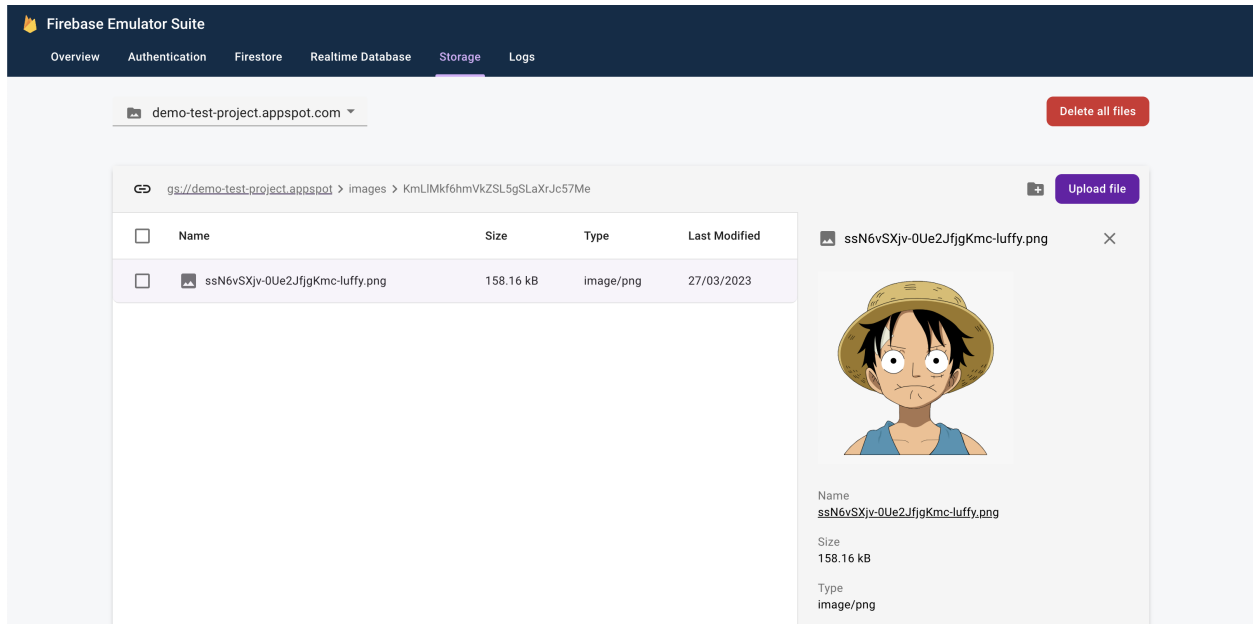 Firebase Emulator Suite
Overview Authentication Firestore Realtime Database Storage Logs
demo-test-project.appspot.com
Delete all files
gs://demo-test-project.appspot > images > KmLlMkf6hmVkZSL5gSLaXrJc57Me
Upload file
Name Size Type Last Modified
ssN6vSXjv-0Ue2JfjgKmc-luffy.png 158.16 kB image/png 27/03/2023
ssN6vSXjv-0Ue2JfjgKmc-luffy.png
Name
ssN6vSXjv-0Ue2JfjgKmc-luffy.png
Size
158.16 kB
Type
image/png